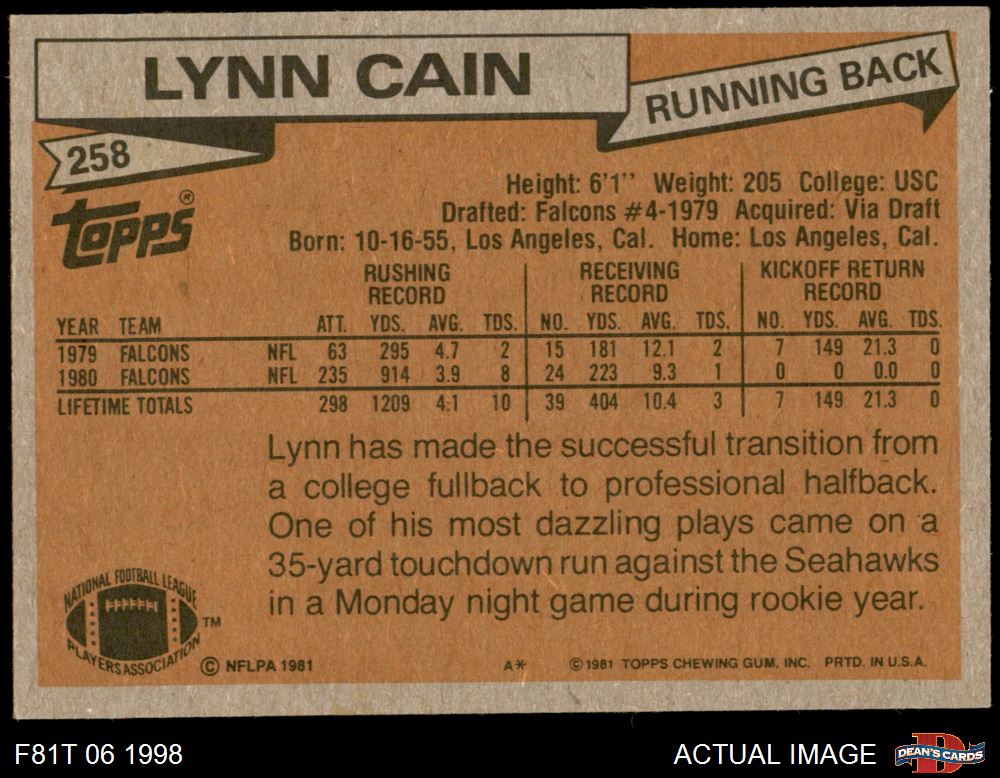 LYNN CAIN
RUNNING BACK
258
TOPPS®
Height: 6'1" Weight: 205 College: USC
Drafted: Falcons #4-1979 Acquired: Via Draft
Born: 10-16-55, Los Angeles, Cal. Home: Los Angeles, Cal.
RUSHING RECORD RECEIVING RECORD KICKOFF RETURN RECORD
YEAR TEAM ATT. YDS. AVG. TDS. NO. YDS. AVG. TDS. NO. YDS. AVG. TDS.
1979 FALCONS NFL 63 295 4.7 2 15 181 12.1 2 7 149 21.3 0
1980 FALCONS NFL 235 914 3.9 8 24 223 9.3 1 0 0 0.0 0
LIFETIME TOTALS 298 1209 4.1 10 39 404 10.4 3 7 149 21.3 0
Lynn has made the successful transition from
a college fullback to professional halfback.
One of his most dazzling plays came on a
35-yard touchdown run against the Seahawks
in a Monday night game during rookie year.
NATIONAL FOOTBALL LEAGUE
PLAYERS ASSOCIATION
TM
© NFLPA 1981 A* © 1981 TOPPS CHEWING GUM, INC. PRTD. IN U.S.A.
F81T 06 1998 ACTUAL IMAGE DEAN'S CARDS